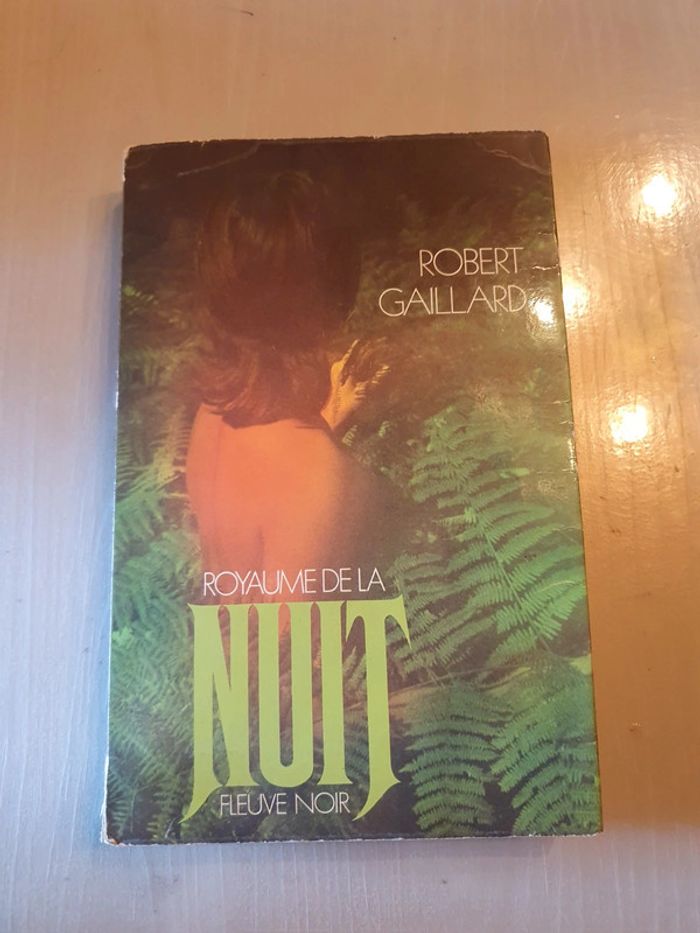 ROBERT
GAILLARD
ROYAUME DE LA
NUIT
FLEUVE NOIR